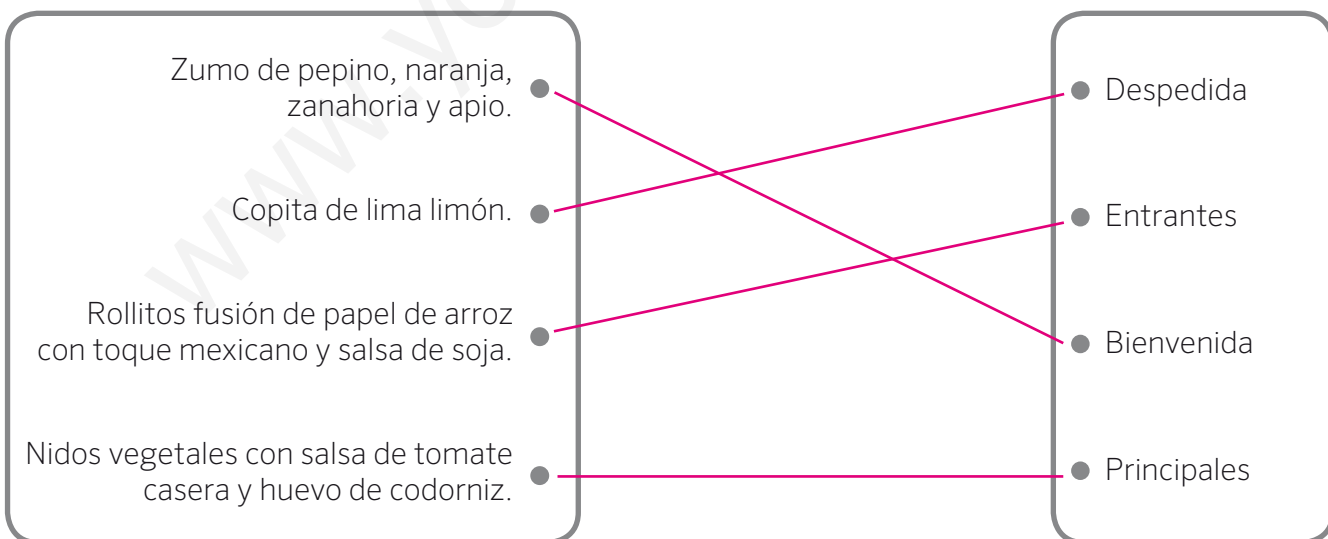 Zumo de pepino, naranja,
zanahoria y apio.
Copita de lima limón.
Rollitos fusión de papel de arroz
con toque mexicano y salsa de soja.
Nidos vegetales con salsa de tomate
casera y huevo de codorniz.
Despedida
Entrantes
Bienvenida
Principales